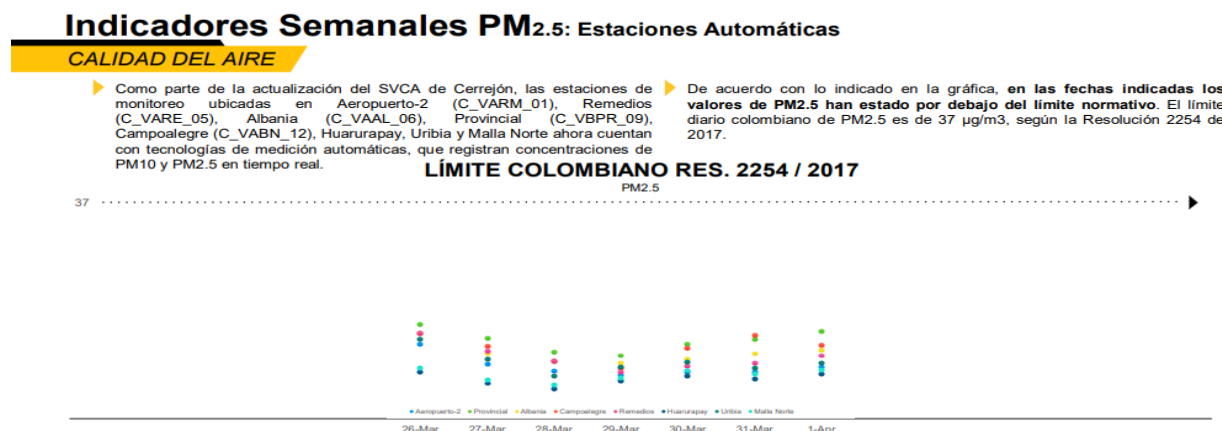 Indicadores Semanales PM2.5: Estaciones Automáticas
CALIDAD DEL AIRE
Como parte de la actualización del SVCA de Cerrejón, las estaciones de
monitoreo ubicadas en Aeropuerto-2 (C_VARM_01), Remedios
(C_VARE_05), Albania (C_VAAL_06), Provincial (C_VBPR_09),
Campoalegre (C_VABN_12), Huarurapay, Uribia y Malla Norte ahora cuentan
con tecnologías de medición automáticas, que registran concentraciones de
PM10 y PM2.5 en tiempo real.
De acuerdo con lo indicado en la gráfica, en las fechas indicadas los
valores de PM2.5 han estado por debajo del límite normativo. El límite
diario colombiano de PM2.5 es de 37 µg/m3, según la Resolución 2254 de
2017.
LÍMITE COLOMBIANO RES. 2254 / 2017
PM2.5
37
Aeropuerto-2 Provincial Albania Campoalegre Remedios Huarurapay Uribia Malla Norte
26-Mar 27-Mar 28-Mar 29-Mar 30-Mar 31-Mar 1-Apr